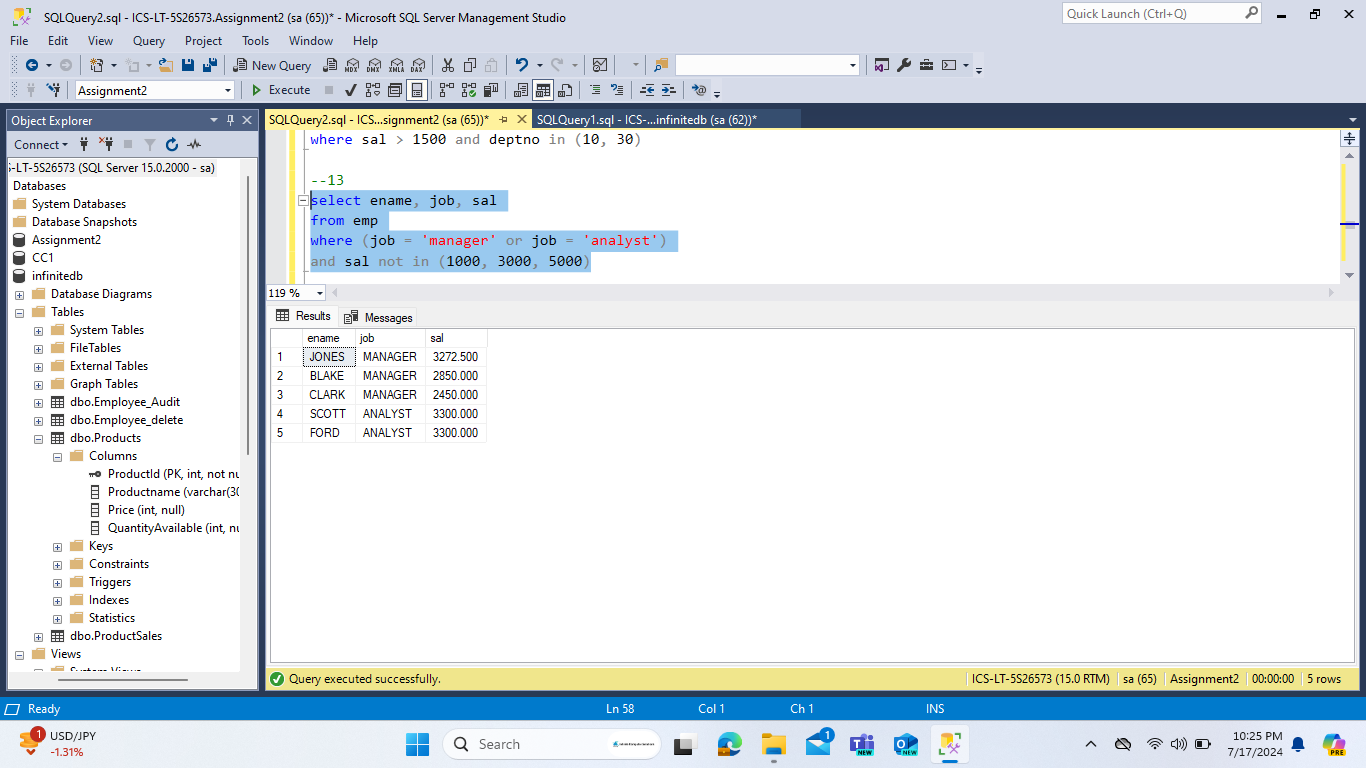 SQLQuery2.sql - ICS-LT-5S26573.Assignment2 (sa (65))* - Microsoft SQL Server Management Studio
Quick Launch (Ctrl+Q)
File Edit View Query Project Tools Window Help
New Query MDX DMX XMLA DAX
Assignment2 Execute
Object Explorer
SQLQuery2.sql - ICS...signment2 (sa (65))* SQLQuery1.sql - ICS-...infinitedb (sa (62))*
Connect
S-LT-5S26573 (SQL Server 15.0.2000 - sa)
Databases
System Databases
Database Snapshots
Assignment2
CC1
infinitedb
Database Diagrams
Tables
System Tables
FileTables
External Tables
Graph Tables
dbo.Employee_Audit
dbo.Employee_delete
dbo.Products
Columns
ProductId (PK, int, not nu
Productname (varchar(30
Price (int, null)
QuantityAvailable (int, nu
Keys
Constraints
Triggers
Indexes
Statistics
dbo.ProductSales
Views
System Views
where sal > 1500 and deptno in (10, 30)
--13
select ename, job, sal
from emp
where (job = 'manager' or job = 'analyst')
and sal not in (1000, 3000, 5000)
119 %
Results Messages
ename job sal
1 JONES MANAGER 3272.500
2 BLAKE MANAGER 2850.000
3 CLARK MANAGER 2450.000
4 SCOTT ANALYST 3300.000
5 FORD ANALYST 3300.000
Query executed successfully. ICS-LT-5S26573 (15.0 RTM) sa (65) Assignment2 00:00:00 5 rows
Ready Ln 58 Col 1 Ch 1 INS
1 USD/JPY
-1.31%
Search
1
NEW
NEW
10:25 PM
7/17/2024
PRE